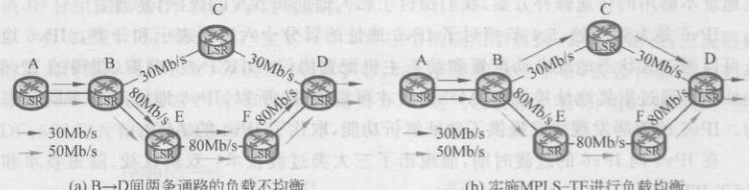 C
LSR
A
B
D
LSR
LSR
LSR
30Mb/s
30Mb/s
80Mb/s
80Mb/s
E
F
LSR
80Mb/s
LSR
30Mb/s
50Mb/s
(a) B→D间两条通路的负载不均衡
C
LSR
A
B
D
LSR
LSR
LSR
30Mb/s
30Mb/s
80Mb/s
80Mb/s
E
F
LSR
80Mb/s
LSR
30Mb/s
50Mb/s
(b) 实施MPLS-TE进行负载均衡